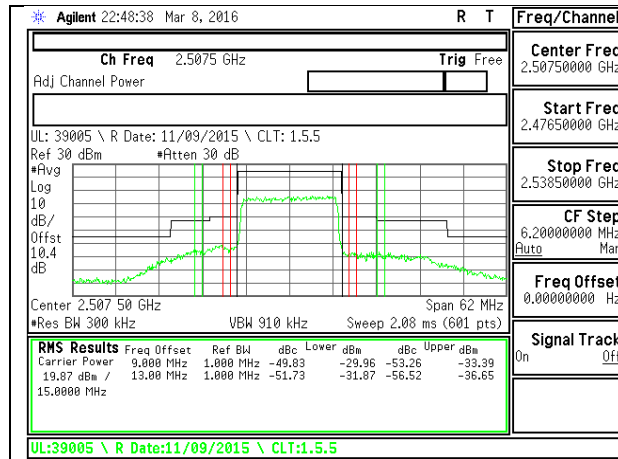 Agilent 22:48:38 Mar 8, 2016 R T
Ch Freq 2.5075 GHz Trig Free
Adj Channel Power
UL: 39005 \ R Date: 11/09/2015 \ CLT: 1.5.5
Ref 30 dBm #Atten 30 dB
#Avg
Log
10
dB/
Offst
10.4
dB
Center 2.507 50 GHz Span 62 MHz
#Res BW 300 kHz VBW 910 kHz Sweep 2.08 ms (601 pts)
RMS Results Freq Offset Ref BW dBc Lower dBm dBc Upper dBm
Carrier Power 9.000 MHz 1.000 MHz -49.83 -29.96 -53.26 -33.39
19.87 dBm / 13.00 MHz 1.000 MHz -51.73 -31.87 -56.52 -36.65
15.0000 MHz
UL:39005 \ R Date:11/09/2015 \ CLT:1.5.5
Freq/Channel
Center Freq
2.50750000 GHz
Start Freq
2.47650000 GHz
Stop Freq
2.53850000 GHz
CF Step
6.20000000 MHz
Auto Man
Freq Offset
0.00000000 Hz
Signal Track
On Off